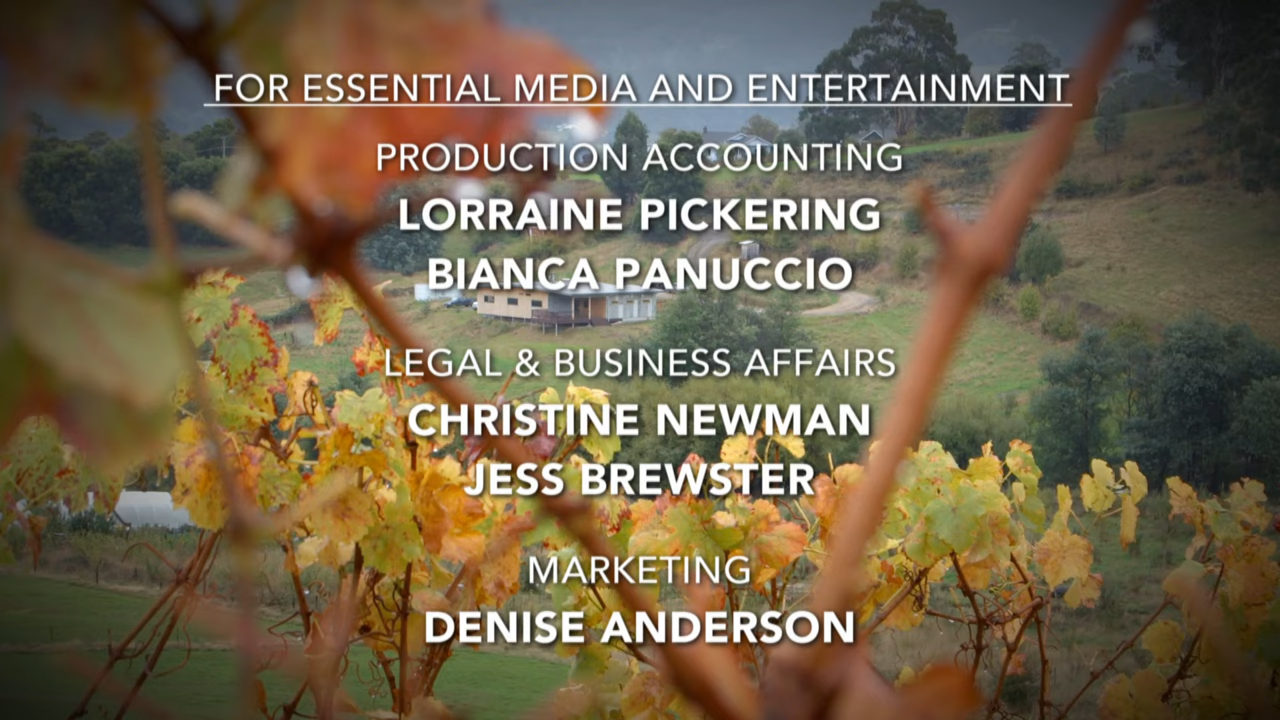 FOR ESSENTIAL MEDIA AND ENTERTAINMENT
PRODUCTION ACCOUNTING
LORRAINE PICKERING
BIANCA PANUCCIO
LEGAL & BUSINESS AFFAIRS
CHRISTINE NEWMAN
JESS BREWSTER
MARKETING
DENISE ANDERSON